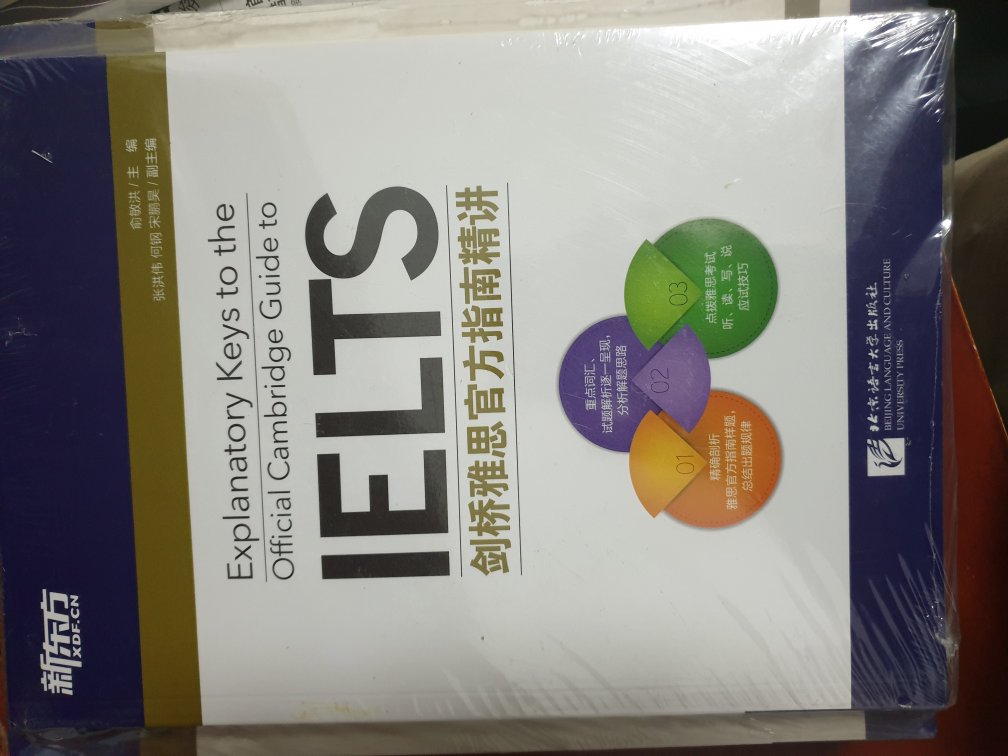 新东方
XDF.CN
俞敏洪 / 主 编
张洪伟 何钢 宋鹏昊 / 副主编
Explanatory Keys to the
Official Cambridge Guide to
IELTS
剑桥雅思官方指南精讲
01
精确剖析
雅思官方指南样题,
总结出题规律
02
重点词汇、
试题解析逐一呈现,
分析解题思路
03
点拨雅思考试
听、读、写、说
应试技巧
北京语言大学出版社
BEIJING LANGUAGE AND CULTURE
UNIVERSITY PRESS